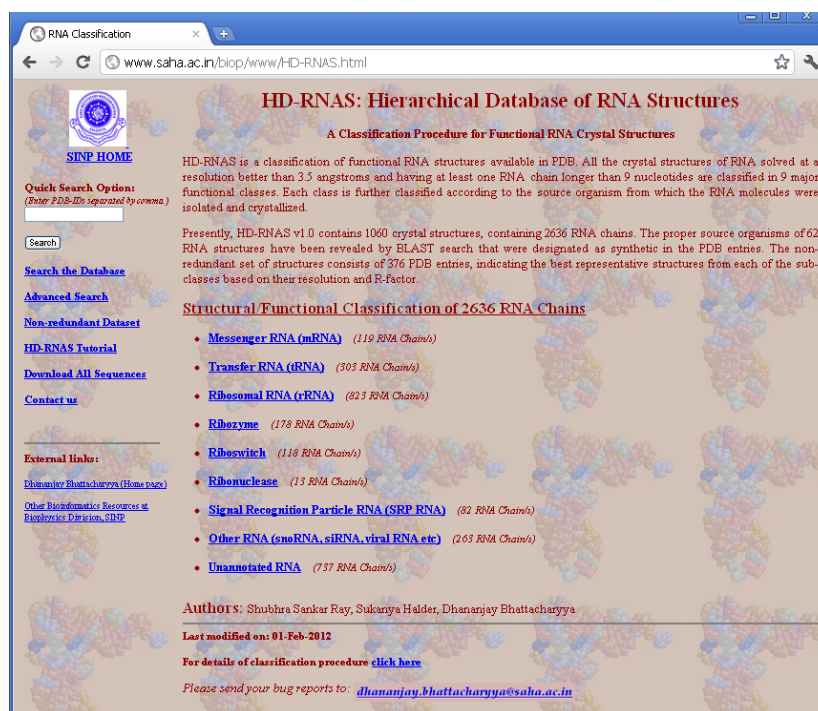 RNA Classification
www.saha.ac.in/biop/www/HD-RNAS.html
SINP HOME
Quick Search Option:
(Enter PDB-IDs separated by comma.)
Search
Search the Database
Advanced Search
Non-redundant Dataset
HD-RNAS Tutorial
Download All Sequences
Contact us
External links:
Dhananjay Bhattacharyya (Home page)
Other Bioinformatics Resources at
Biophysics Division, SINP
HD-RNAS: Hierarchical Database of RNA Structures
A Classification Procedure for Functional RNA Crystal Structures
HD-RNAS is a classification of functional RNA structures available in PDB. All the crystal structures of RNA solved at a
resolution better than 3.5 angstroms and having at least one RNA chain longer than 9 nucleotides are classified in 9 major
functional classes. Each class is further classified according to the source organism from which the RNA molecules were
isolated and crystallized.
Presently, HD-RNAS v1.0 contains 1060 crystal structures, containing 2636 RNA chains. The proper source organisms of 62
RNA structures have been revealed by BLAST search that were designated as synthetic in the PDB entries. The non-
redundant set of structures consists of 376 PDB entries, indicating the best representative structures from each of the sub-
classes based on their resolution and R-factor.
Structural/Functional Classification of 2636 RNA Chains
Messenger RNA (mRNA) (119 RNA Chain/s)
Transfer RNA (tRNA) (303 RNA Chain/s)
Ribosomal RNA (rRNA) (823 RNA Chain/s)
Ribozyme (178 RNA Chain/s)
Riboswitch (118 RNA Chain/s)
Ribonuclease (13 RNA Chain/s)
Signal Recognition Particle RNA (SRP RNA) (82 RNA Chain/s)
Other RNA (snoRNA, siRNA, viral RNA etc) (263 RNA Chain/s)
Unannotated RNA (737 RNA Chain/s)
Authors: Shubhra Sankar Ray, Sukanya Halder, Dhananjay Bhattacharyya
Last modified on: 01-Feb-2012
For details of classification procedure click here
Please send your bug reports to: dhananjay.bhattacharyya@saha.ac.in